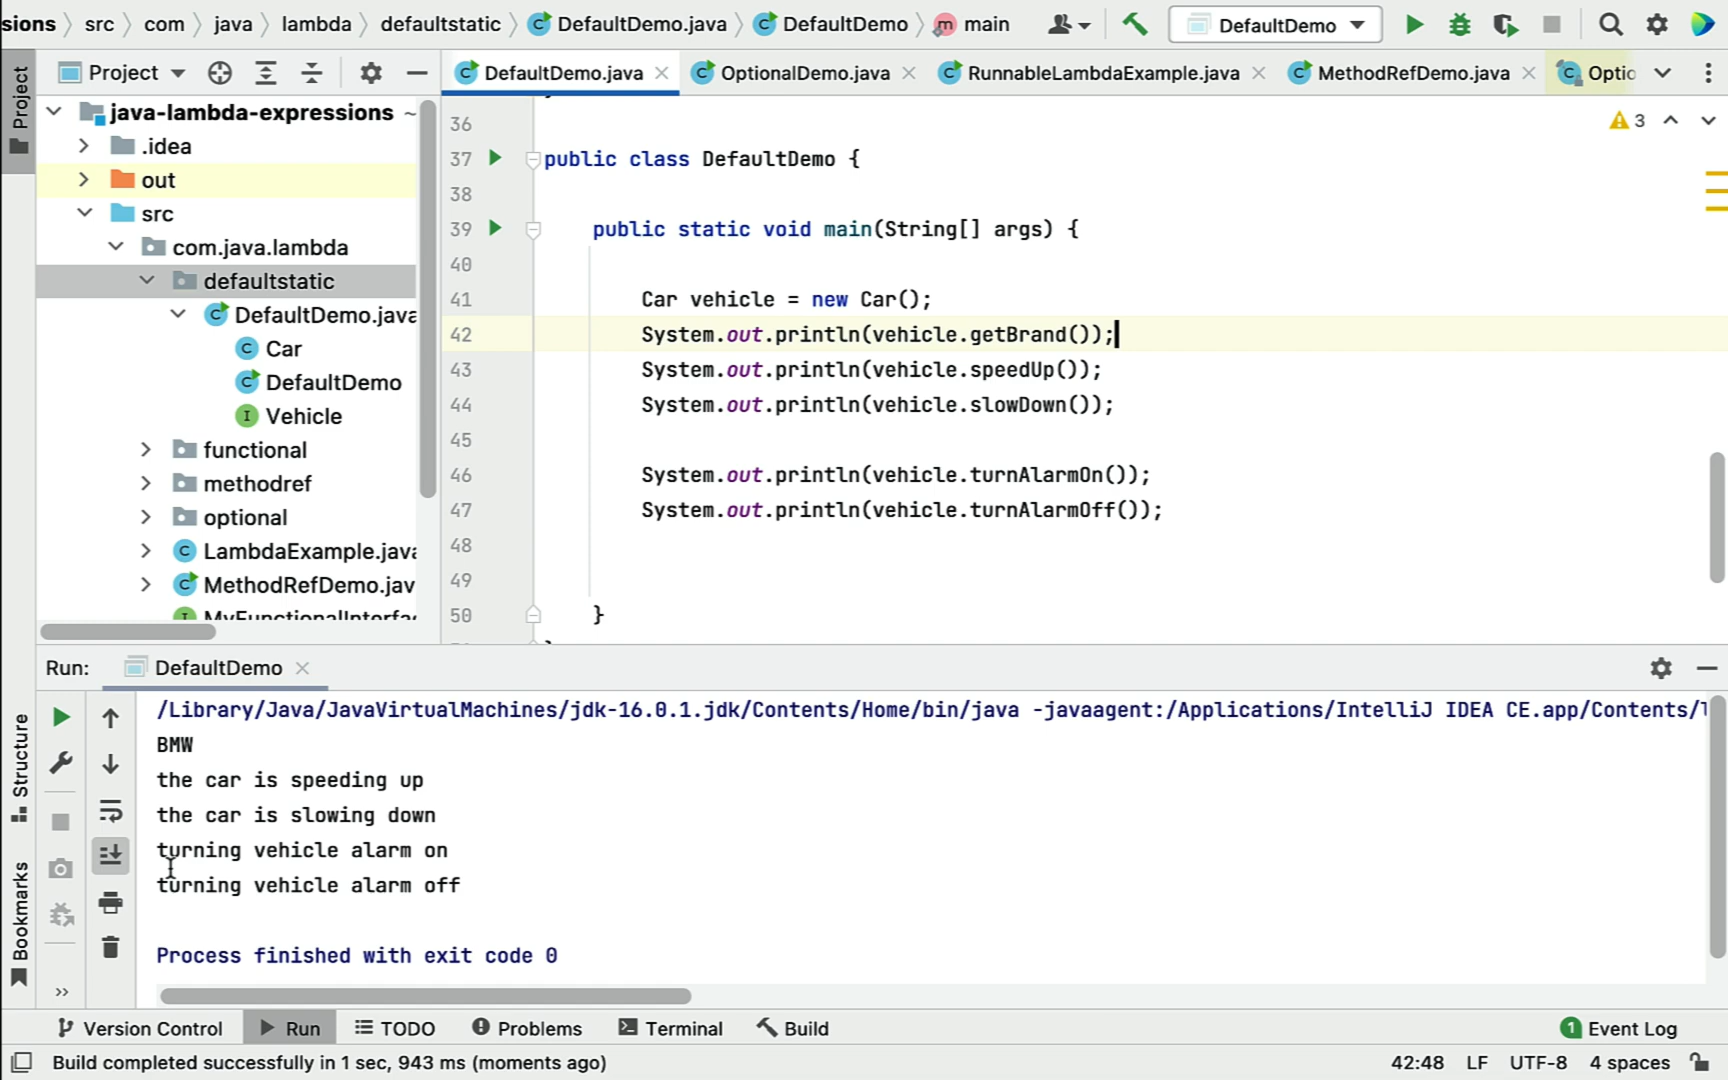 sions src com java lambda defaultstatic DefaultDemo.java DefaultDemo main DefaultDemo
Project DefaultDemo.java OptionalDemo.java RunnableLambdaExample.java MethodRefDemo.java Optio
Project
java-lambda-expressions ~
.idea
out
src
com.java.lambda
defaultstatic
DefaultDemo.java
Car
DefaultDemo
Vehicle
functional
methodref
optional
LambdaExample.java
MethodRefDemo.jav
MyFunctionalInterfac
3
36
37 public class DefaultDemo {
38
39 public static void main(String[] args) {
40
41 Car vehicle = new Car();
42 System.out.println(vehicle.getBrand());
43 System.out.println(vehicle.speedUp());
44 System.out.println(vehicle.slowDown());
45
46 System.out.println(vehicle.turnAlarmOn());
47 System.out.println(vehicle.turnAlarmOff());
48
49
50 }
Run: DefaultDemo
/Library/Java/JavaVirtualMachines/jdk-16.0.1.jdk/Contents/Home/bin/java -javaagent:/Applications/IntelliJ IDEA CE.app/Contents/
BMW
the car is speeding up
the car is slowing down
turning vehicle alarm on
turning vehicle alarm off
Process finished with exit code 0
Structure
Bookmarks
Version Control Run TODO Problems Terminal Build 1 Event Log
Build completed successfully in 1 sec, 943 ms (moments ago) 42:48 LF UTF-8 4 spaces